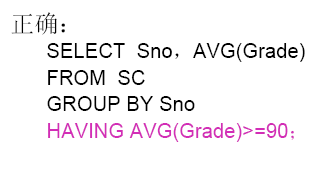 正确：
SELECT Sno，AVG(Grade)
FROM SC
GROUP BY Sno
HAVING AVG(Grade)>=90；